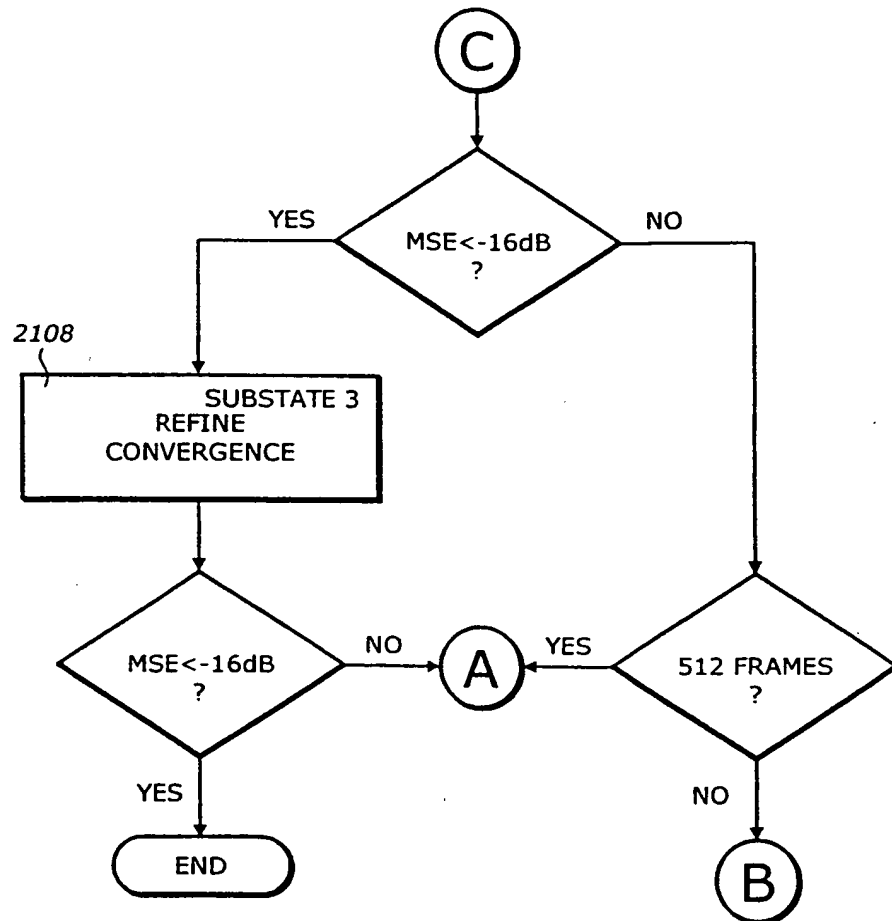 C
MSE<-16dB
?
YES
NO
2108
SUBSTATE 3
REFINE
CONVERGENCE
MSE<-16dB
?
NO
A
YES
512 FRAMES
?
YES
NO
END
B